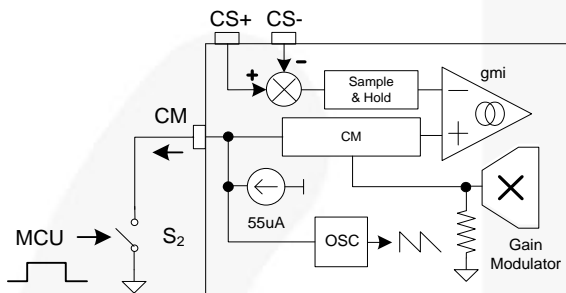 CS+ CS-
gmi
Sample
& Hold
+ -
CM
CM
55uA
MCU
S2
OSC
Gain
Modulator